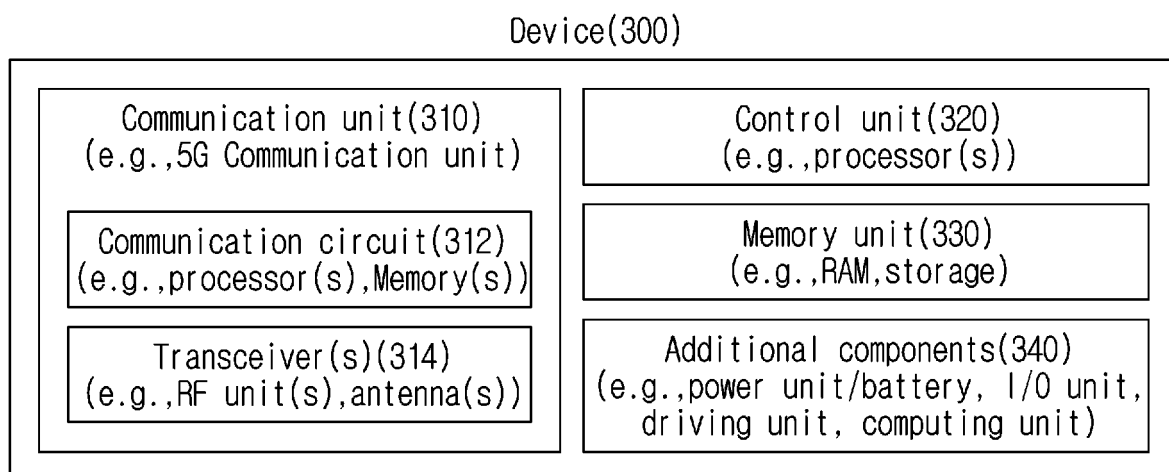 Device(300)
Communication unit(310)
(e.g.,5G Communication unit)
Communication circuit(312)
(e.g.,processor(s),Memory(s))
Transceiver(s)(314)
(e.g.,RF unit(s),antenna(s))
Control unit(320)
(e.g.,processor(s))
Memory unit(330)
(e.g.,RAM,storage)
Additional components(340)
(e.g.,power unit/battery, I/O unit,
driving unit, computing unit)